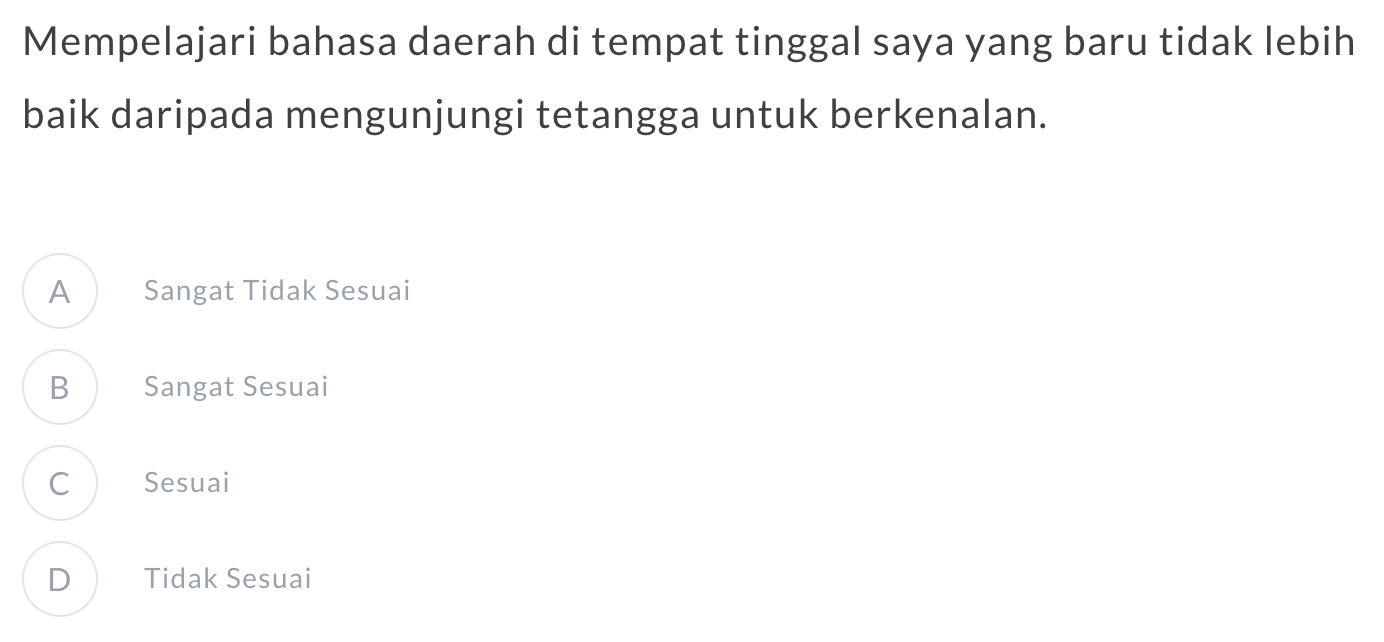 Mempelajari bahasa daerah di tempat tinggal saya yang baru tidak lebih
baik daripada mengunjungi tetangga untuk berkenalan.
A Sangat Tidak Sesuai
B Sangat Sesuai
C Sesuai
D Tidak Sesuai